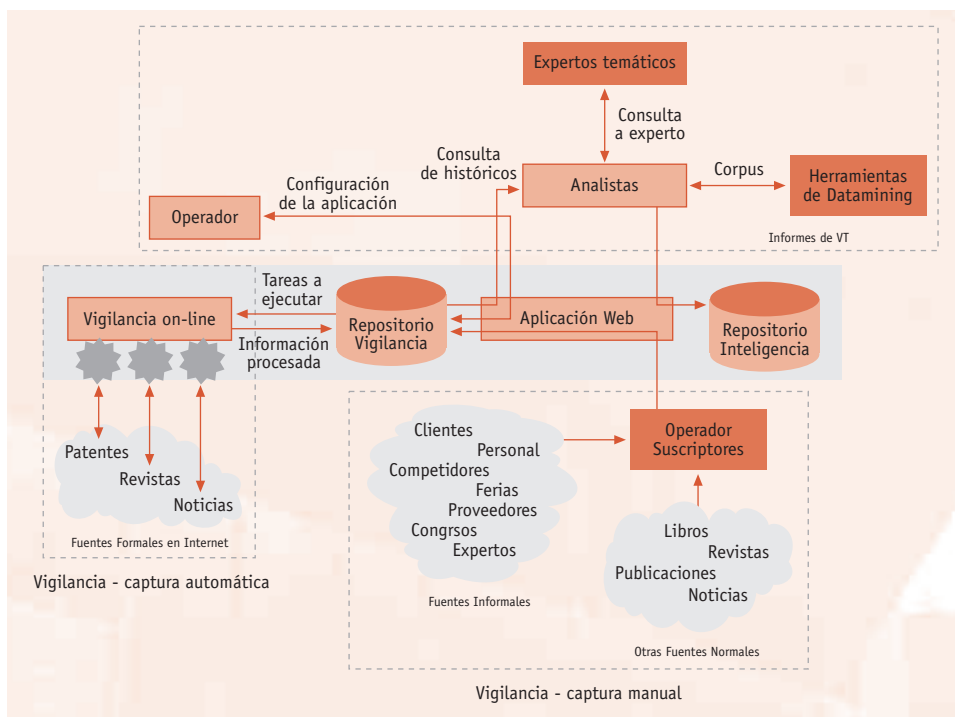 Expertos temáticos
Consulta
a experto
Consulta
de históricos
Analistas
Corpus
Herramientas
de Datamining
Configuración
de la aplicación
Operador
Informes de VT
Tareas a
ejecutar
Vigilancia on-line
Repositorio
Vigilancia
Aplicación Web
Repositorio
Inteligencia
Información
procesada
Patentes
Revistas
Noticias
Fuentes Formales en Internet
Vigilancia - captura automática
Clientes
Personal
Competidores
Ferias
Proveedores
Congrsos
Expertos
Fuentes Informales
Operador
Suscriptores
Libros
Revistas
Publicaciones
Noticias
Otras Fuentes Normales
Vigilancia - captura manual